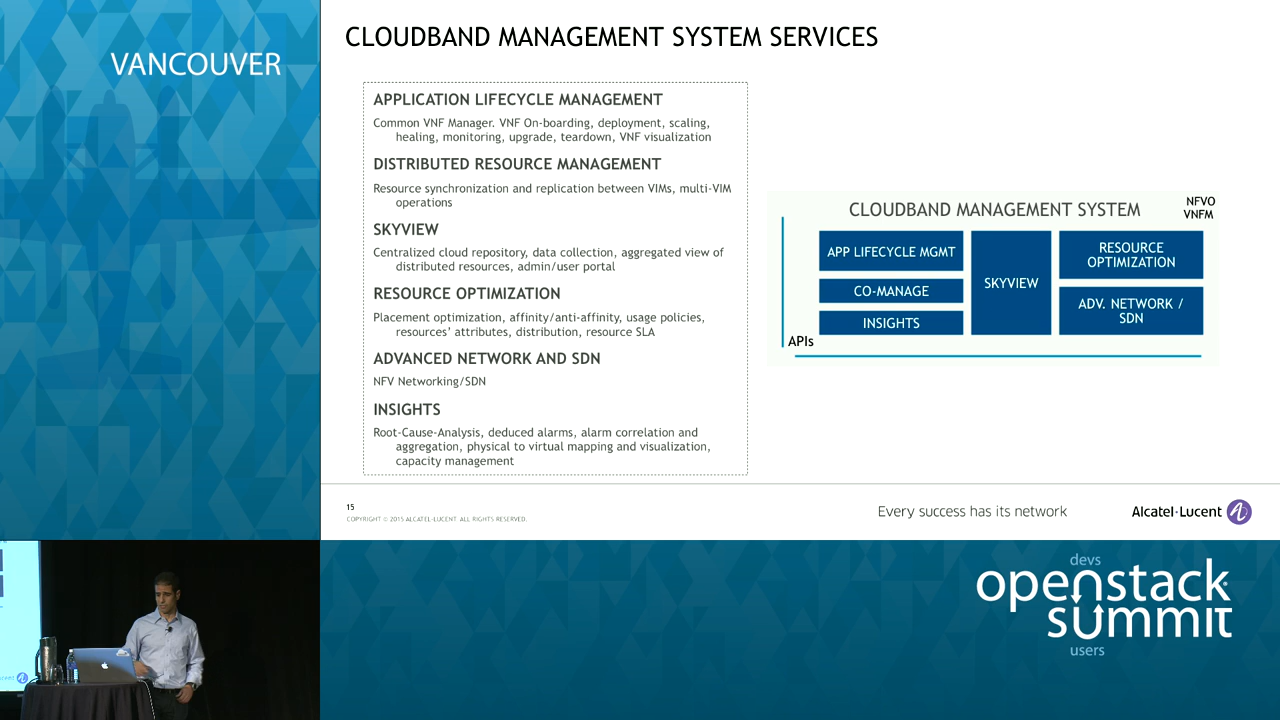 VANCOUVER
CLOUDBAND MANAGEMENT SYSTEM SERVICES
APPLICATION LIFECYCLE MANAGEMENT
Common VNF Manager. VNF On-boarding, deployment, scaling,
healing, monitoring, upgrade, teardown, VNF visualization
DISTRIBUTED RESOURCE MANAGEMENT
Resource synchronization and replication between VIMs, multi-VIM
operations
SKYVIEW
Centralized cloud repository, data collection, aggregated view of
distributed resources, admin/user portal
RESOURCE OPTIMIZATION
Placement optimization, affinity/anti-affinity, usage policies,
resources' attributes, distribution, resource SLA
ADVANCED NETWORK AND SDN
NFV Networking/SDN
INSIGHTS
Root-Cause-Analysis, deduced alarms, alarm correlation and
aggregation, physical to virtual mapping and visualization,
capacity management
CLOUDBAND MANAGEMENT SYSTEM
NFVO
VNFM
APP LIFECYCLE MGMT
CO-MANAGE
INSIGHTS
SKYVIEW
RESOURCE
OPTIMIZATION
ADV. NETWORK /
SDN
APIs
15
COPYRIGHT © 2015 ALCATEL-LUCENT. ALL RIGHTS RESERVED.
Every success has its network
Alcatel·Lucent
devs
openstack
summit
users